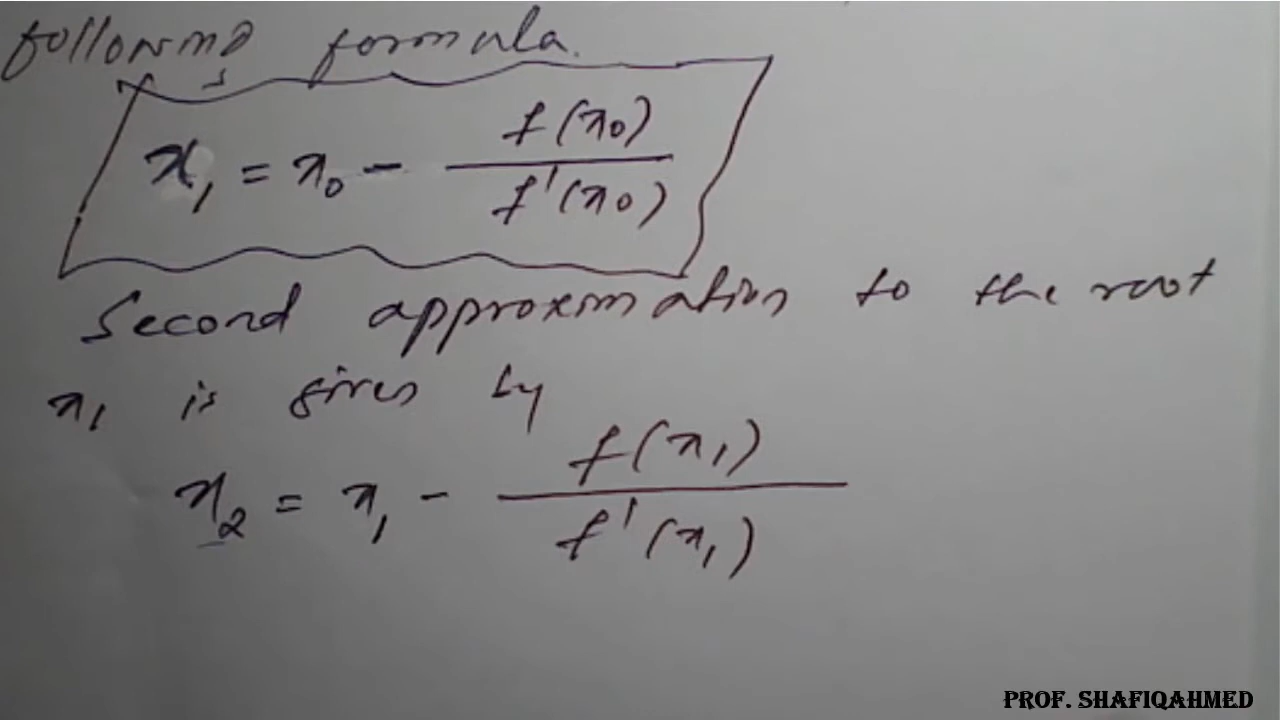 following formula.
x₁ = x₀ - f(x₀) / f'(x₀)
Second approximation to the root
x₁ is given by
x₂ = x₁ - f(x₁) / f'(x₁)
PROF. SHAFIQAHMED